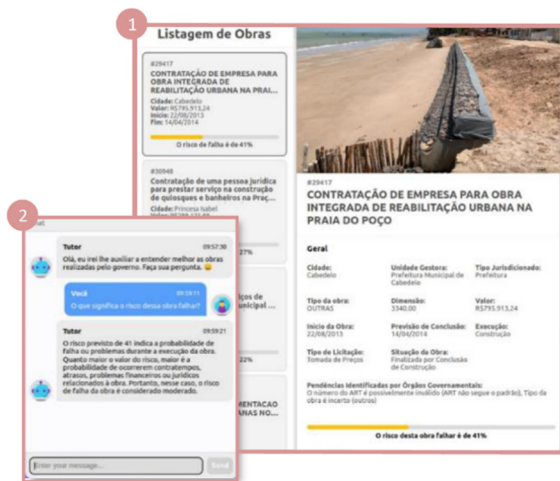 1
Listagem de Obras
#29417
CONTRATAÇÃO DE EMPRESA PARA
OBRA INTEGRADA DE
REABILITAÇÃO URBANA NA PRAI...
Cidade: Cabedelo
Valor: R$795.913,24
Início: 22/08/2013
Fim: 14/04/2014
O risco de falha é de 41%
#30948
Contratação de uma pessoa jurídica
para prestar serviço na construção
de quiosques e banheiros na Praç...
Cidade: Princesa Isabel
27%
iços de
unicipal ...
22%
MENTACAO
ANAS NO...
#29417
CONTRATAÇÃO DE EMPRESA PARA OBRA
INTEGRADA DE REABILITAÇÃO URBANA NA
PRAIA DO POÇO
Geral
Cidade:
Cabedelo
Unidade Gestora:
Prefeitura Municipal de
Cabedelo
Tipo Jurisdicionado:
Prefeitura
Tipo da obra:
OUTRAS
Dimensão:
3340.00
Valor:
R$795.913,24
Início da Obra:
22/08/2013
Previsão de Conclusão:
14/04/2014
Execução:
Construção
Tipo de Licitação:
Tomada de Preços
Situação da Obra:
Finalizada por Conclusão
de Construção
Pendências Identificadas por Órgãos Governamentais:
O número do ART é possivelmente inválido (ART não segue o padrão), Tipo da
obra é incerto (outros)
O risco desta obra falhar é de 41%
2
Tutor 09:57:30
Olá, eu irei lhe auxiliar a entender melhor as obras
realizadas pelo governo. Faça sua pergunta. 😀
Você 09:59:11
O que significa o risco dessa obra falhar?
Tutor 09:59:21
O risco previsto de 41 indica a probabilidade de
falha ou problemas durante a execução da obra.
Quanto maior o valor do risco, maior é a
probabilidade de ocorrerem contratempos,
atrasos, problemas financeiros ou jurídicos
relacionados à obra. Portanto, nesse caso, o risco
de falha da obra é considerado moderado.
Enter your message...
Send